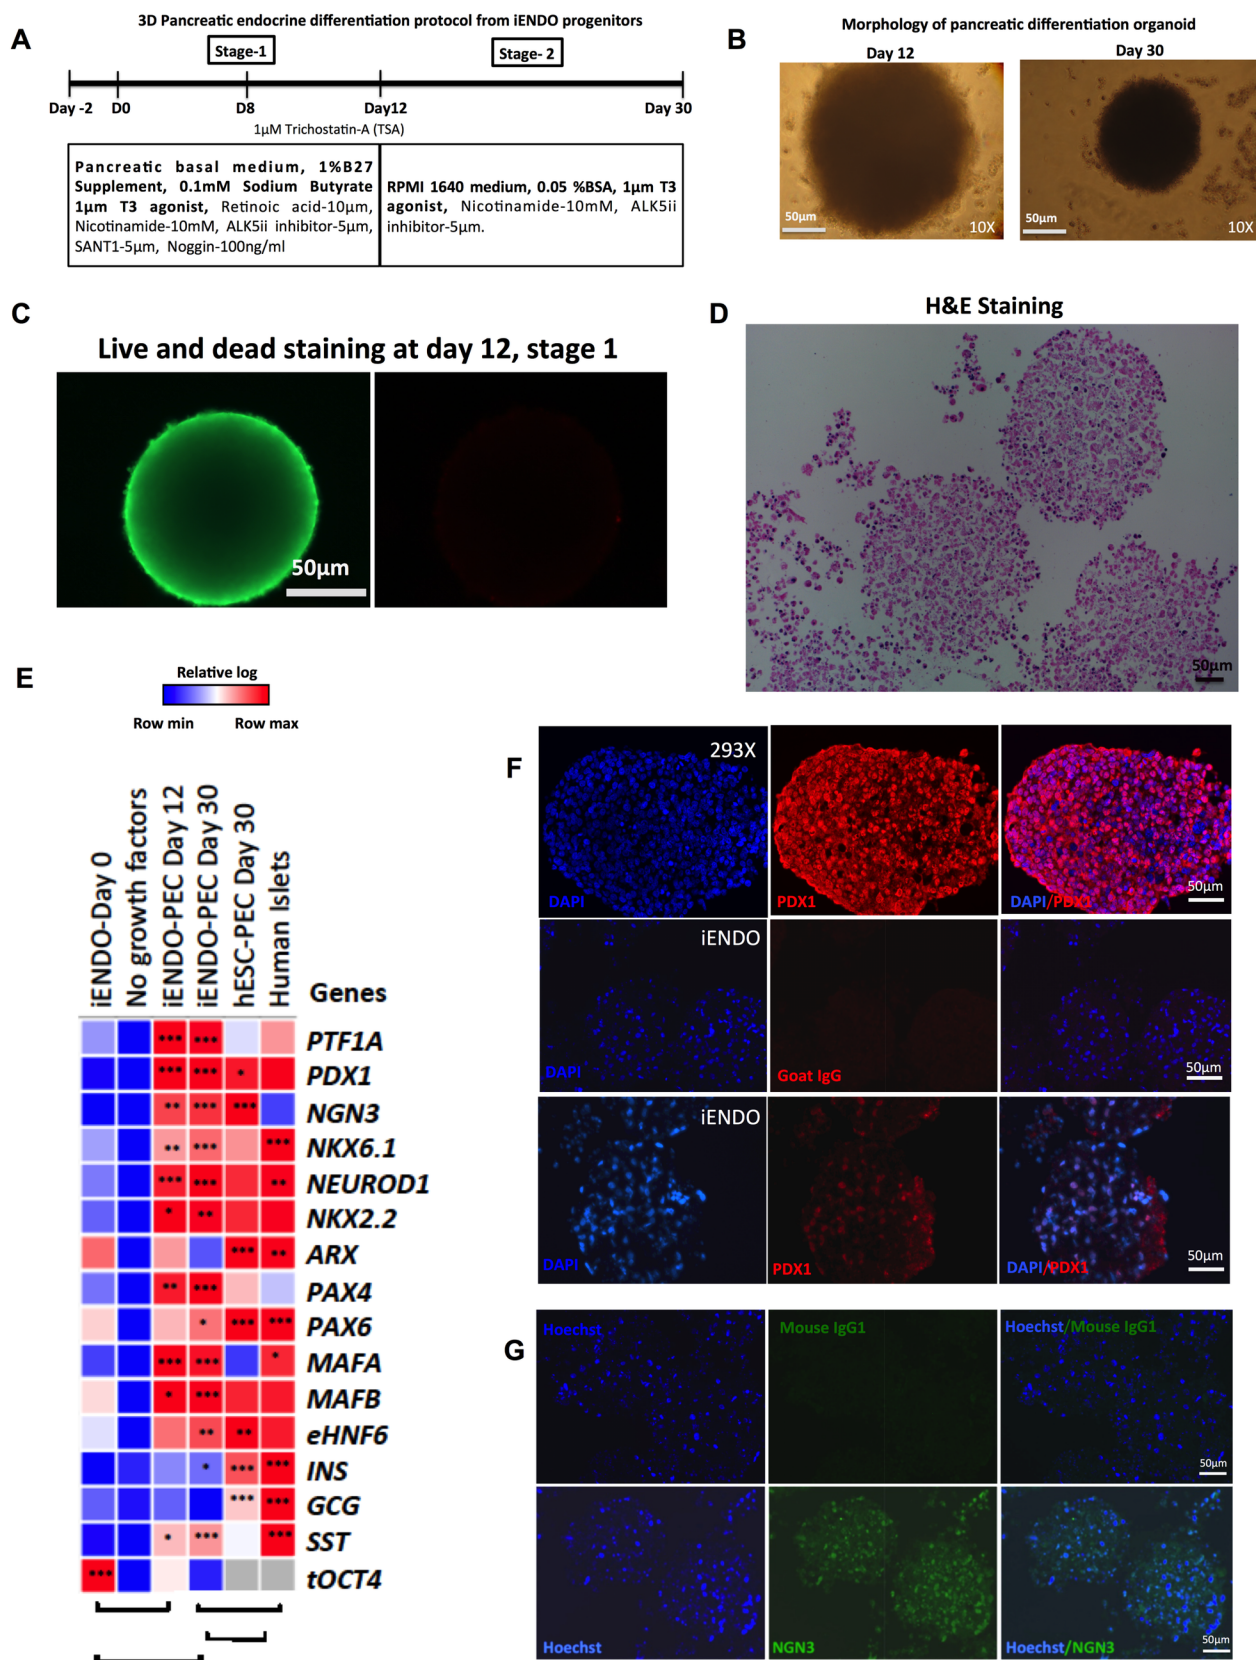 A
3D Pancreatic endocrine differentiation protocol from iENDO progenitors
Stage-1
Stage- 2
Day -2
D0
D8
Day12
Day 30
1µM Trichostatin-A (TSA)
Pancreatic basal medium, 1%B27
Supplement, 0.1mM Sodium Butyrate
1µm T3 agonist, Retinoic acid-10µm,
Nicotinamide-10mM, ALK5ii inhibitor-5µm,
SANT1-5µm, Noggin-100ng/ml
RPMI 1640 medium, 0.05 %BSA, 1µm T3
agonist, Nicotinamide-10mM, ALK5ii
inhibitor-5µm.
B
Morphology of pancreatic differentiation organoid
Day 12
Day 30
50µm
10X
50µm
10X
C
Live and dead staining at day 12, stage 1
50µm
D
H&E Staining
50µm
E
Relative log
Row min
Row max
iENDO-Day 0
No growth factors
iENDO-PEC Day 12
iENDO-PEC Day 30
hESC-PEC Day 30
Human Islets
Genes
*** *** PTF1A
*** *** * PDX1
** *** *** NGN3
** *** *** NKX6.1
*** *** ** NEUROD1
* ** NKX2.2
*** ** ARX
** *** PAX4
* *** *** PAX6
*** *** * MAFA
* *** MAFB
** ** eHNF6
* *** *** INS
*** *** GCG
* *** *** SST
*** tOCT4
F
293X
DAPI
PDX1
DAPI/PDX1
50µm
iENDO
DAPI
Goat IgG
50µm
iENDO
DAPI
PDX1
DAPI/PDX1
50µm
G
Hoechst
Mouse IgG1
Hoechst/Mouse IgG1
50µm
Hoechst
NGN3
Hoechst/NGN3
50µm